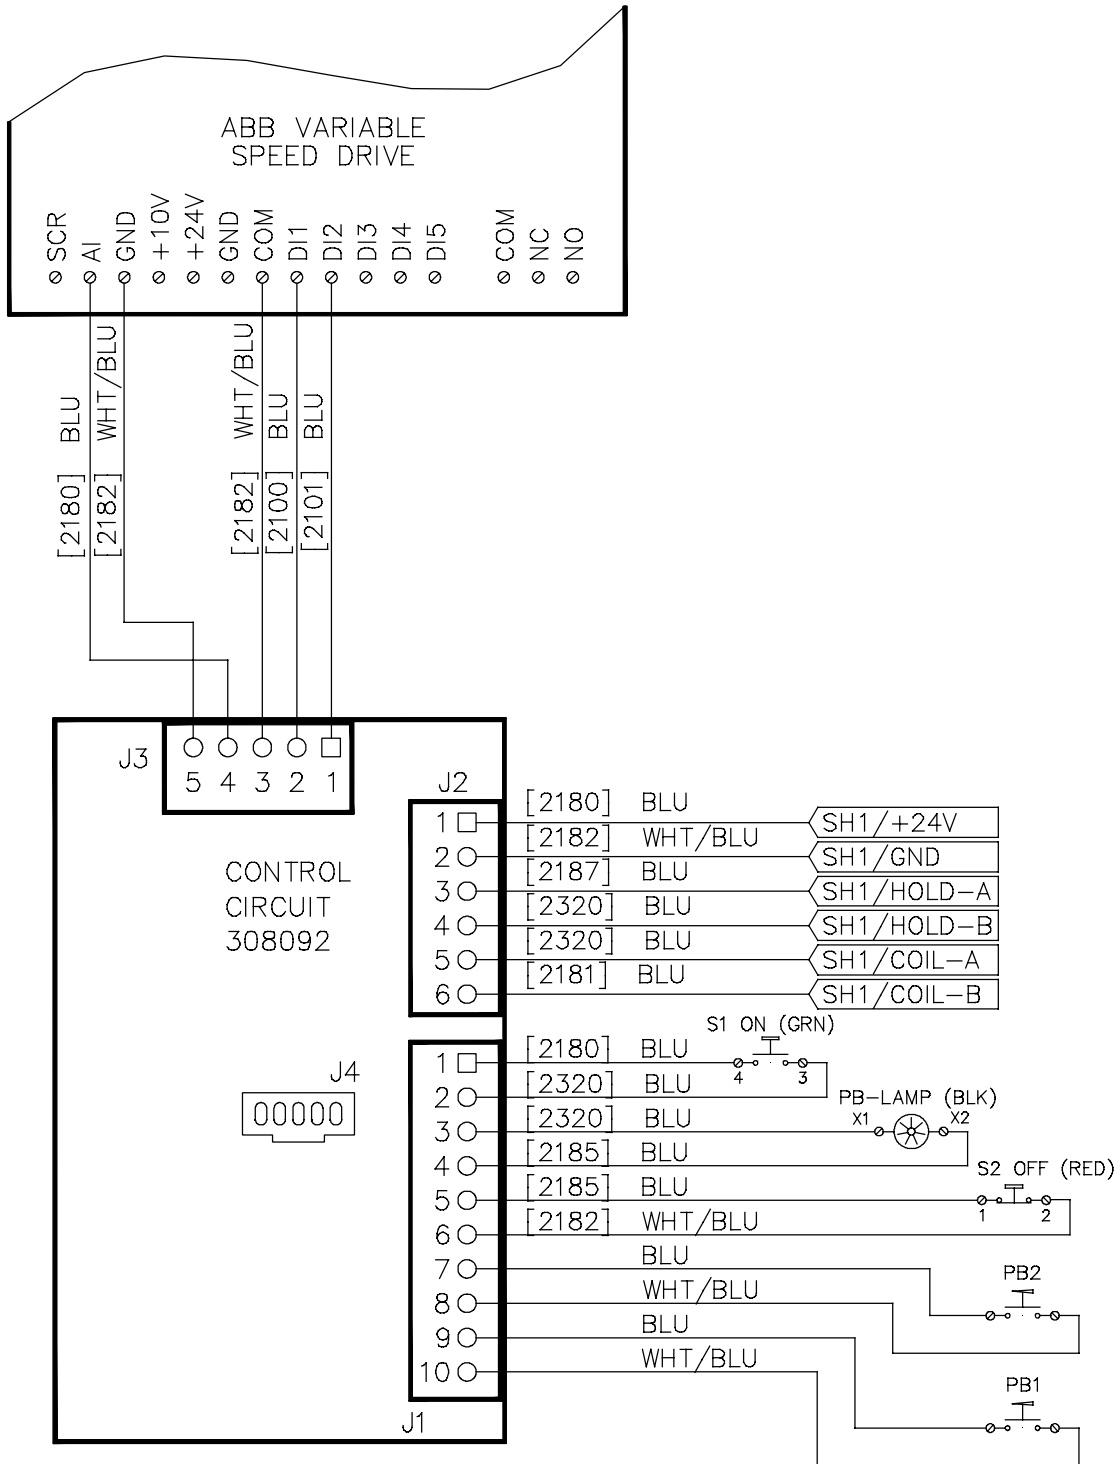 ABB VARIABLE
SPEED DRIVE
SCR
AI
GND
+10V
+24V
GND
COM
DI1
DI2
DI3
DI4
DI5
COM
NC
NO
[2180] BLU
[2182] WHT/BLU
[2182] WHT/BLU
[2100] BLU
[2101] BLU
J3
5 4 3 2 1
CONTROL
CIRCUIT
308092
J4
00000
J2
1 [2180] BLU SH1/+24V
2 [2182] WHT/BLU SH1/GND
3 [2187] BLU SH1/HOLD-A
4 [2320] BLU SH1/HOLD-B
5 [2320] BLU SH1/COIL-A
6 [2181] BLU SH1/COIL-B
S1 ON (GRN)
1 [2180] BLU 4 3
2 [2320] BLU
PB-LAMP (BLK)
3 [2320] BLU X1 X2
4 [2185] BLU
S2 OFF (RED)
5 [2185] BLU 1 2
6 [2182] WHT/BLU
7 BLU
PB2
8 WHT/BLU
9 BLU
10 WHT/BLU
PB1
J1